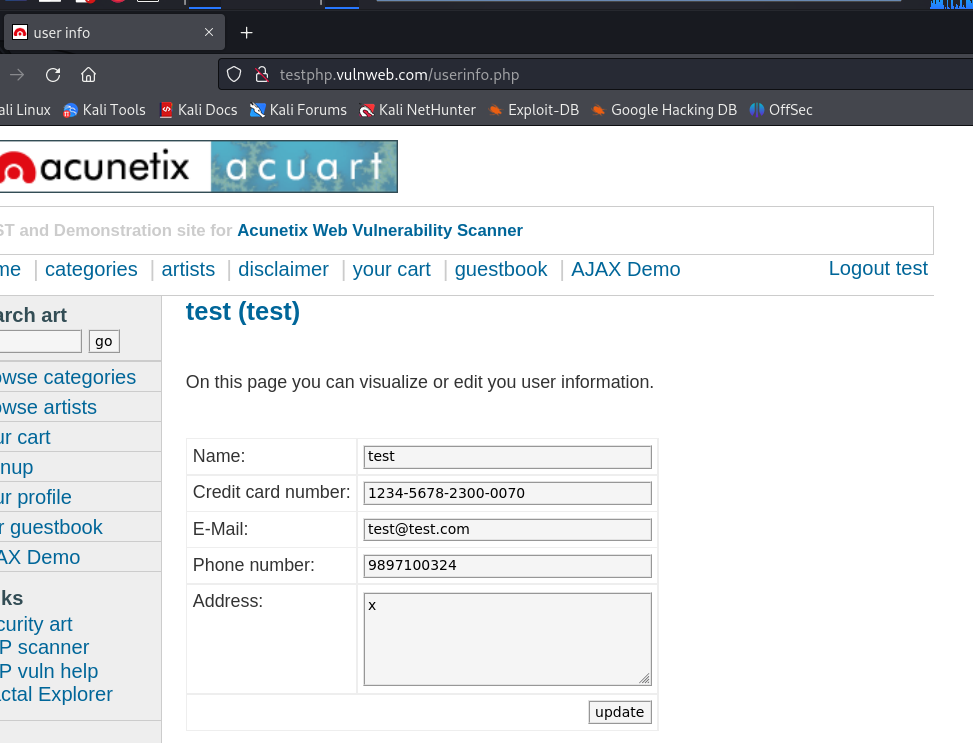 user info
testphp.vulnweb.com/userinfo.php
ali Linux Kali Tools Kali Docs Kali Forums Kali NetHunter Exploit-DB Google Hacking DB OffSec
acunetix acuart
ST and Demonstration site for Acunetix Web Vulnerability Scanner
me | categories | artists | disclaimer | your cart | guestbook | AJAX Demo
Logout test
arch art
go
owse categories
owse artists
ur cart
nup
ur profile
r guestbook
AX Demo
ks
curity art
P scanner
P vuln help
actal Explorer
test (test)
On this page you can visualize or edit you user information.
Name: test
Credit card number: 1234-5678-2300-0070
E-Mail: test@test.com
Phone number: 9897100324
Address: x
update